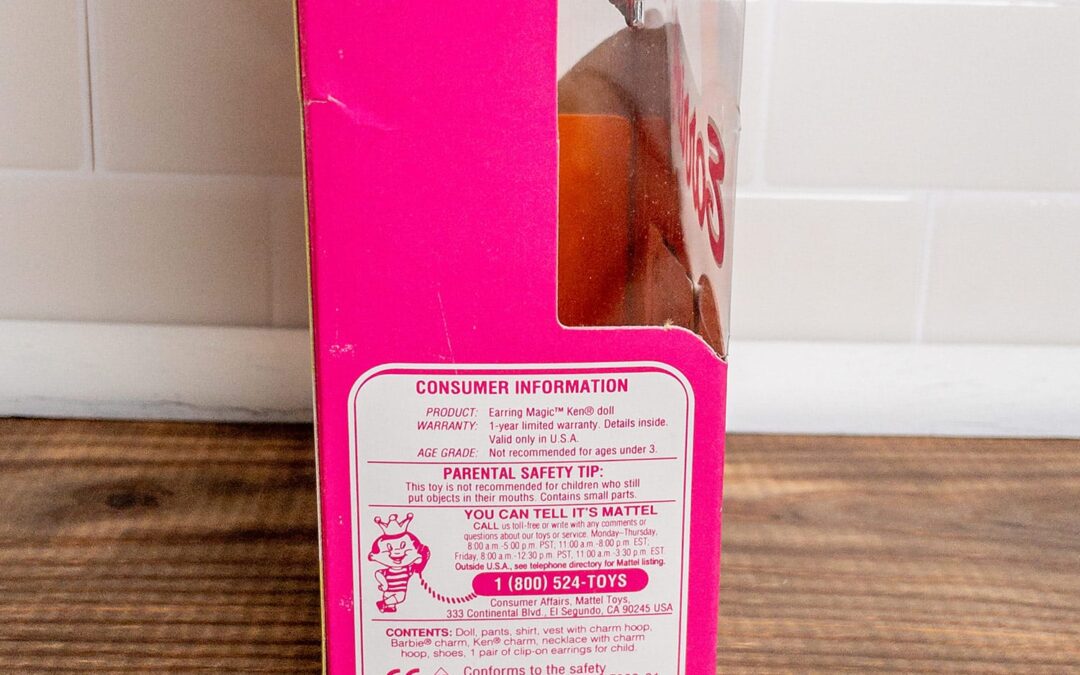 CONSUMER INFORMATION
PRODUCT: Earring Magic™ Ken® doll
WARRANTY: 1-year limited warranty. Details inside.
Valid only in U.S.A.
AGE GRADE: Not recommended for ages under 3.
PARENTAL SAFETY TIP:
This toy is not recommended for children who still
put objects in their mouths. Contains small parts.
YOU CAN TELL IT'S MATTEL
CALL us toll-free or write with any comments or
questions about our toys or service. Monday-Thursday,
8:00 a.m.-5:00 p.m. PST, 11:00 a.m.-8:00 p.m. EST;
Friday, 8:00 a.m.-12:30 p.m. PST, 11:00 a.m.-3:30 p.m. EST.
Outside U.S.A., see telephone directory for Mattel listing.
1 (800) 524-TOYS
Consumer Affairs, Mattel Toys,
333 Continental Blvd., El Segundo, CA 90245 USA
CONTENTS: Doll, pants, shirt, vest with charm hoop,
Barbie® charm, Ken® charm, necklace with charm
hoop, shoes, 1 pair of clip-on earrings for child.
Conforms to the safety